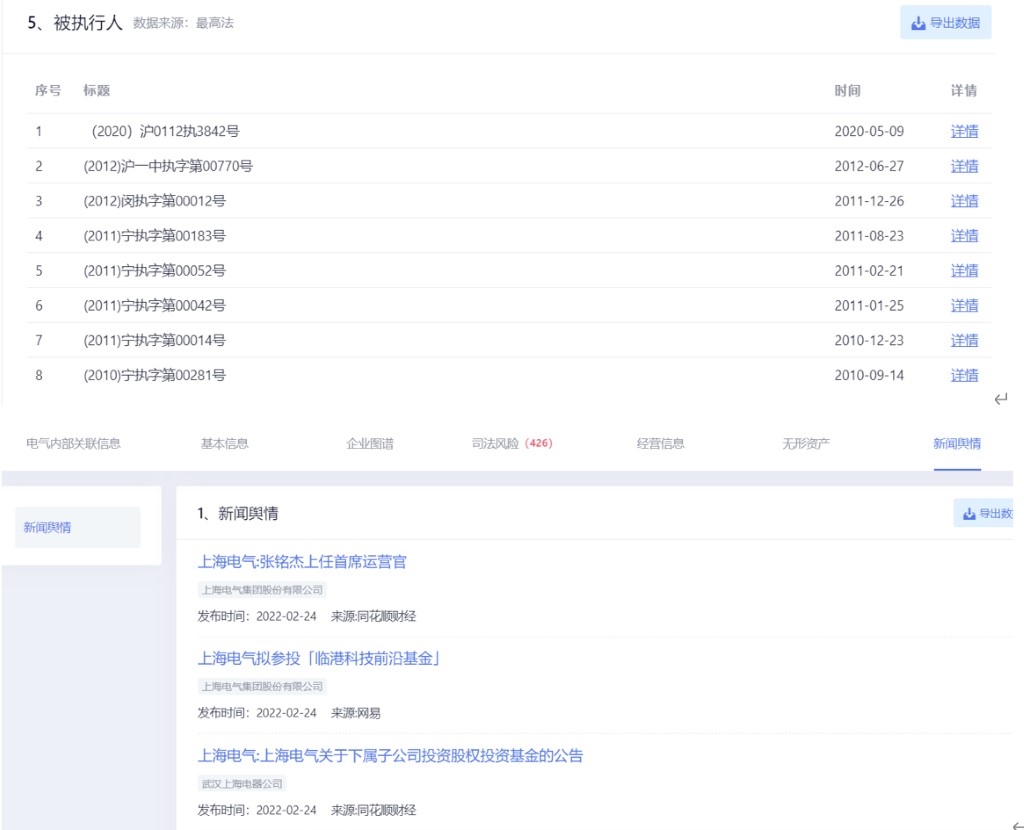 5、被执行人 数据来源：最高法 导出数据
序号 标题 时间 详情
1 （2020）沪0112执3842号 2020-05-09 详情
2 (2012)沪一中执字第00770号 2012-06-27 详情
3 (2012)闵执字第00012号 2011-12-26 详情
4 (2011)宁执字第00183号 2011-08-23 详情
5 (2011)宁执字第00052号 2011-02-21 详情
6 (2011)宁执字第00042号 2011-01-25 详情
7 (2011)宁执字第00014号 2010-12-23 详情
8 (2010)宁执字第00281号 2010-09-14 详情
电气内部关联信息 基本信息 企业图谱 司法风险（426） 经营信息 无形资产 新闻舆情
新闻舆情
1、新闻舆情 导出数
上海电气:张铭杰上任首席运营官
上海电气集团股份有限公司
发布时间：2022-02-24 来源:同花顺财经
上海电气拟参投「临港科技前沿基金」
上海电气集团股份有限公司
发布时间：2022-02-24 来源:网易
上海电气:上海电气关于下属子公司投资股权投资基金的公告
武汉上海电器公司
发布时间：2022-02-24 来源:同花顺财经